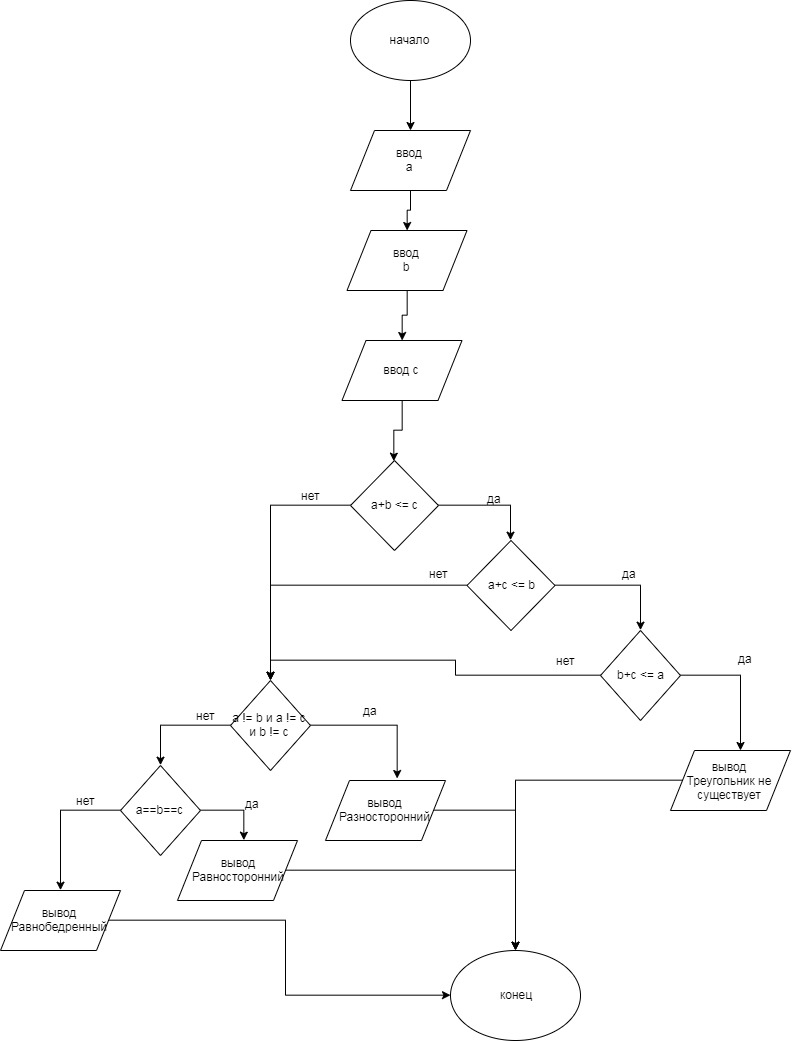 начало
ввод
a
ввод
b
ввод c
a+b <= c
нет
да
a+c <= b
нет
да
b+c <= a
нет
да
a != b и a != c
и b != c
нет
да
вывод
Треугольник не
существует
вывод
Разносторонний
a==b==c
нет
да
вывод
Равносторонний
вывод
Равнобедренный
конец